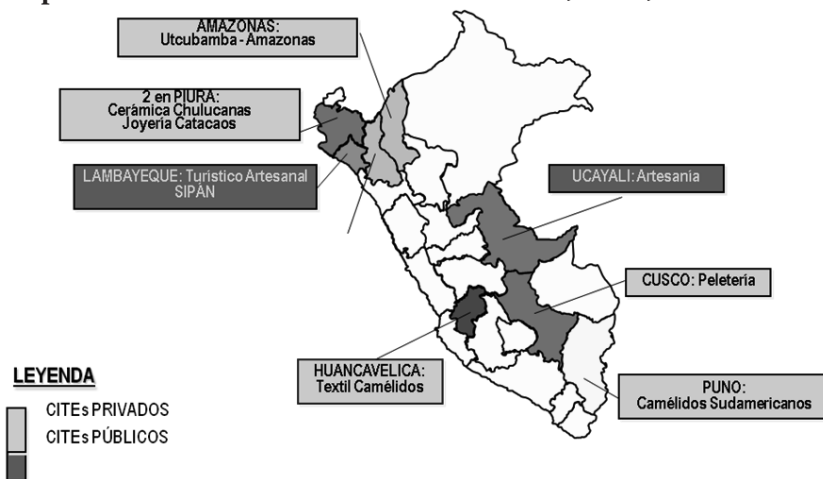 AMAZONAS:
Utcubamba - Amazonas
2 en PIURA:
Cerámica Chulucanas
Joyería Catacaos
LAMBAYEQUE: Turístico Artesanal
SIPÁN
UCAYALI: Artesanía
CUSCO: Peletería
HUANCAVELICA:
Textil Camélidos
PUNO:
Camélidos Sudamericanos
LEYENDA
CITEs PRIVADOS
CITEs PÚBLICOS